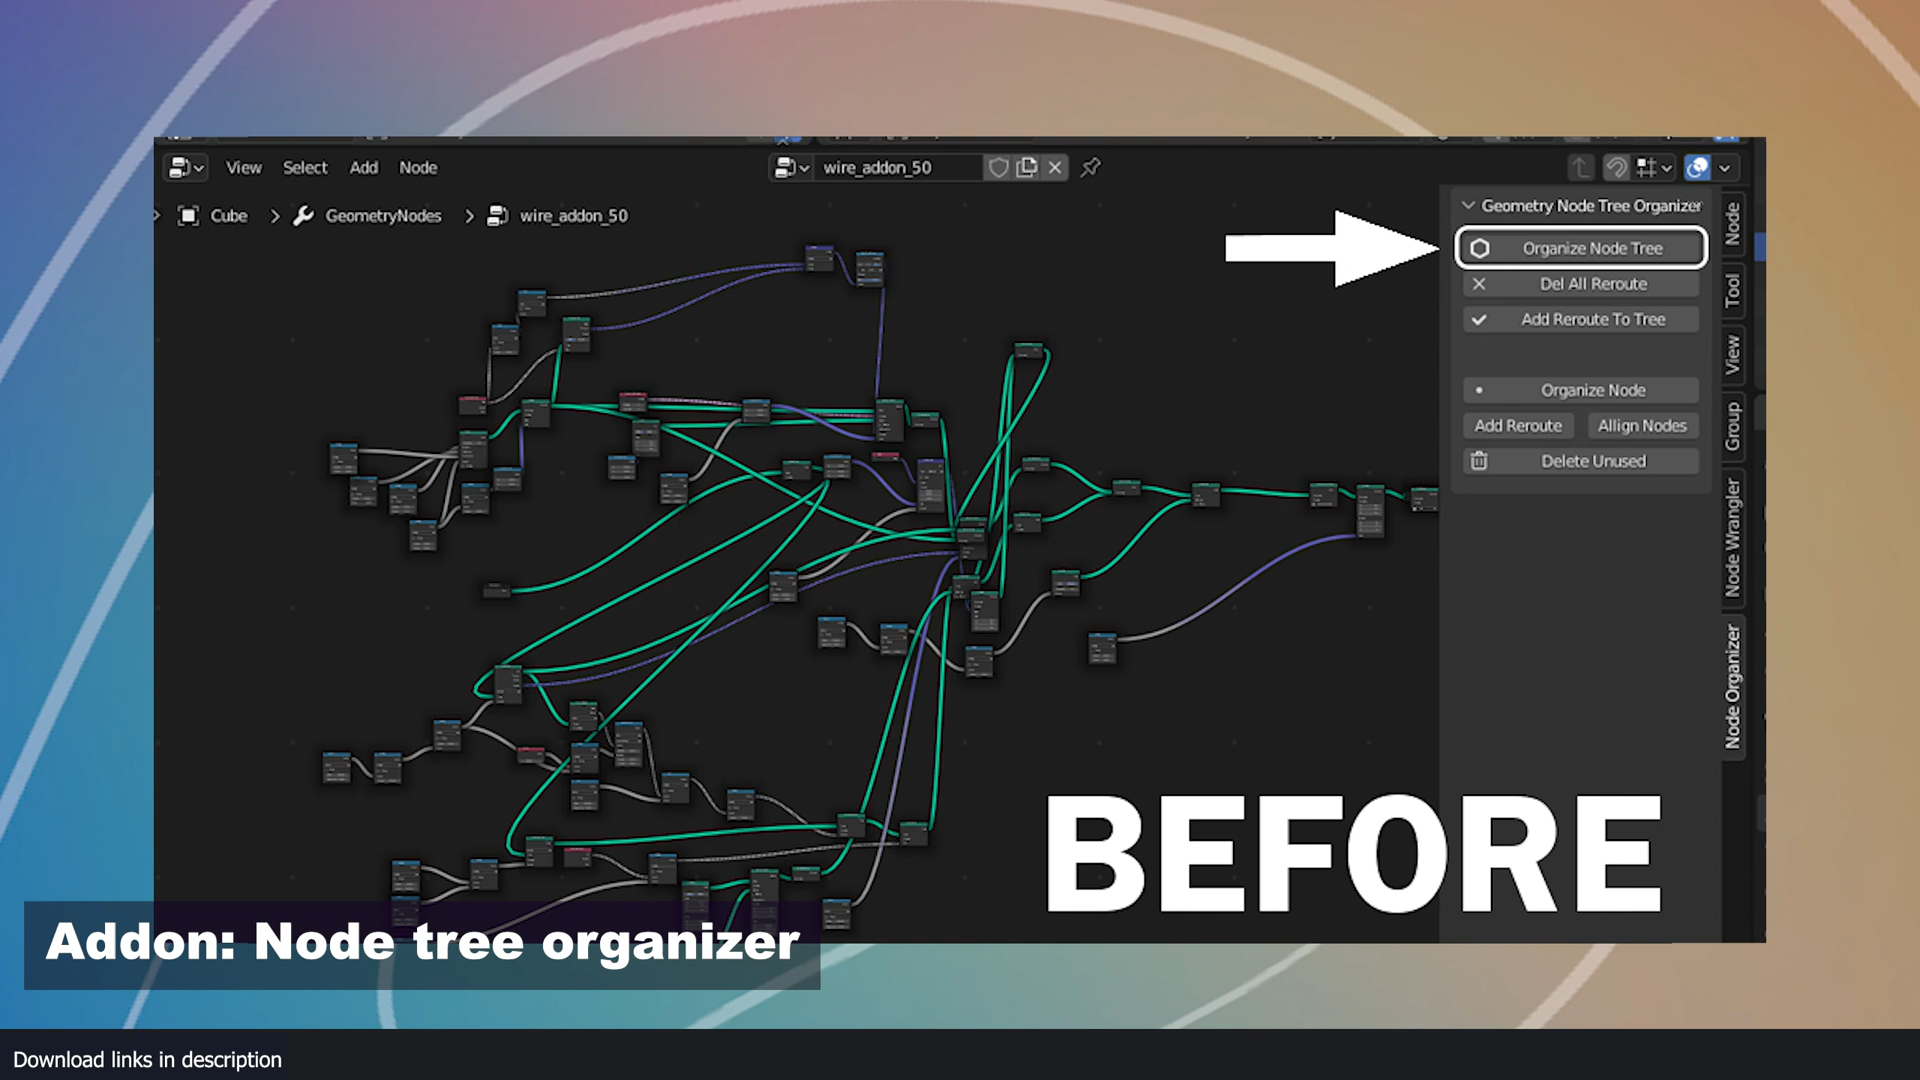 View Select Add Node
wire_addon_50
Cube GeometryNodes wire_addon_50
Geometry Node Tree Organizer
Organize Node Tree
Del All Reroute
Add Reroute To Tree
Organize Node
Add Reroute Allign Nodes
Delete Unused
Node
Tool
View
Group
Node Wrangler
Node Organizer
BEFORE
Addon: Node tree organizer
Download links in description